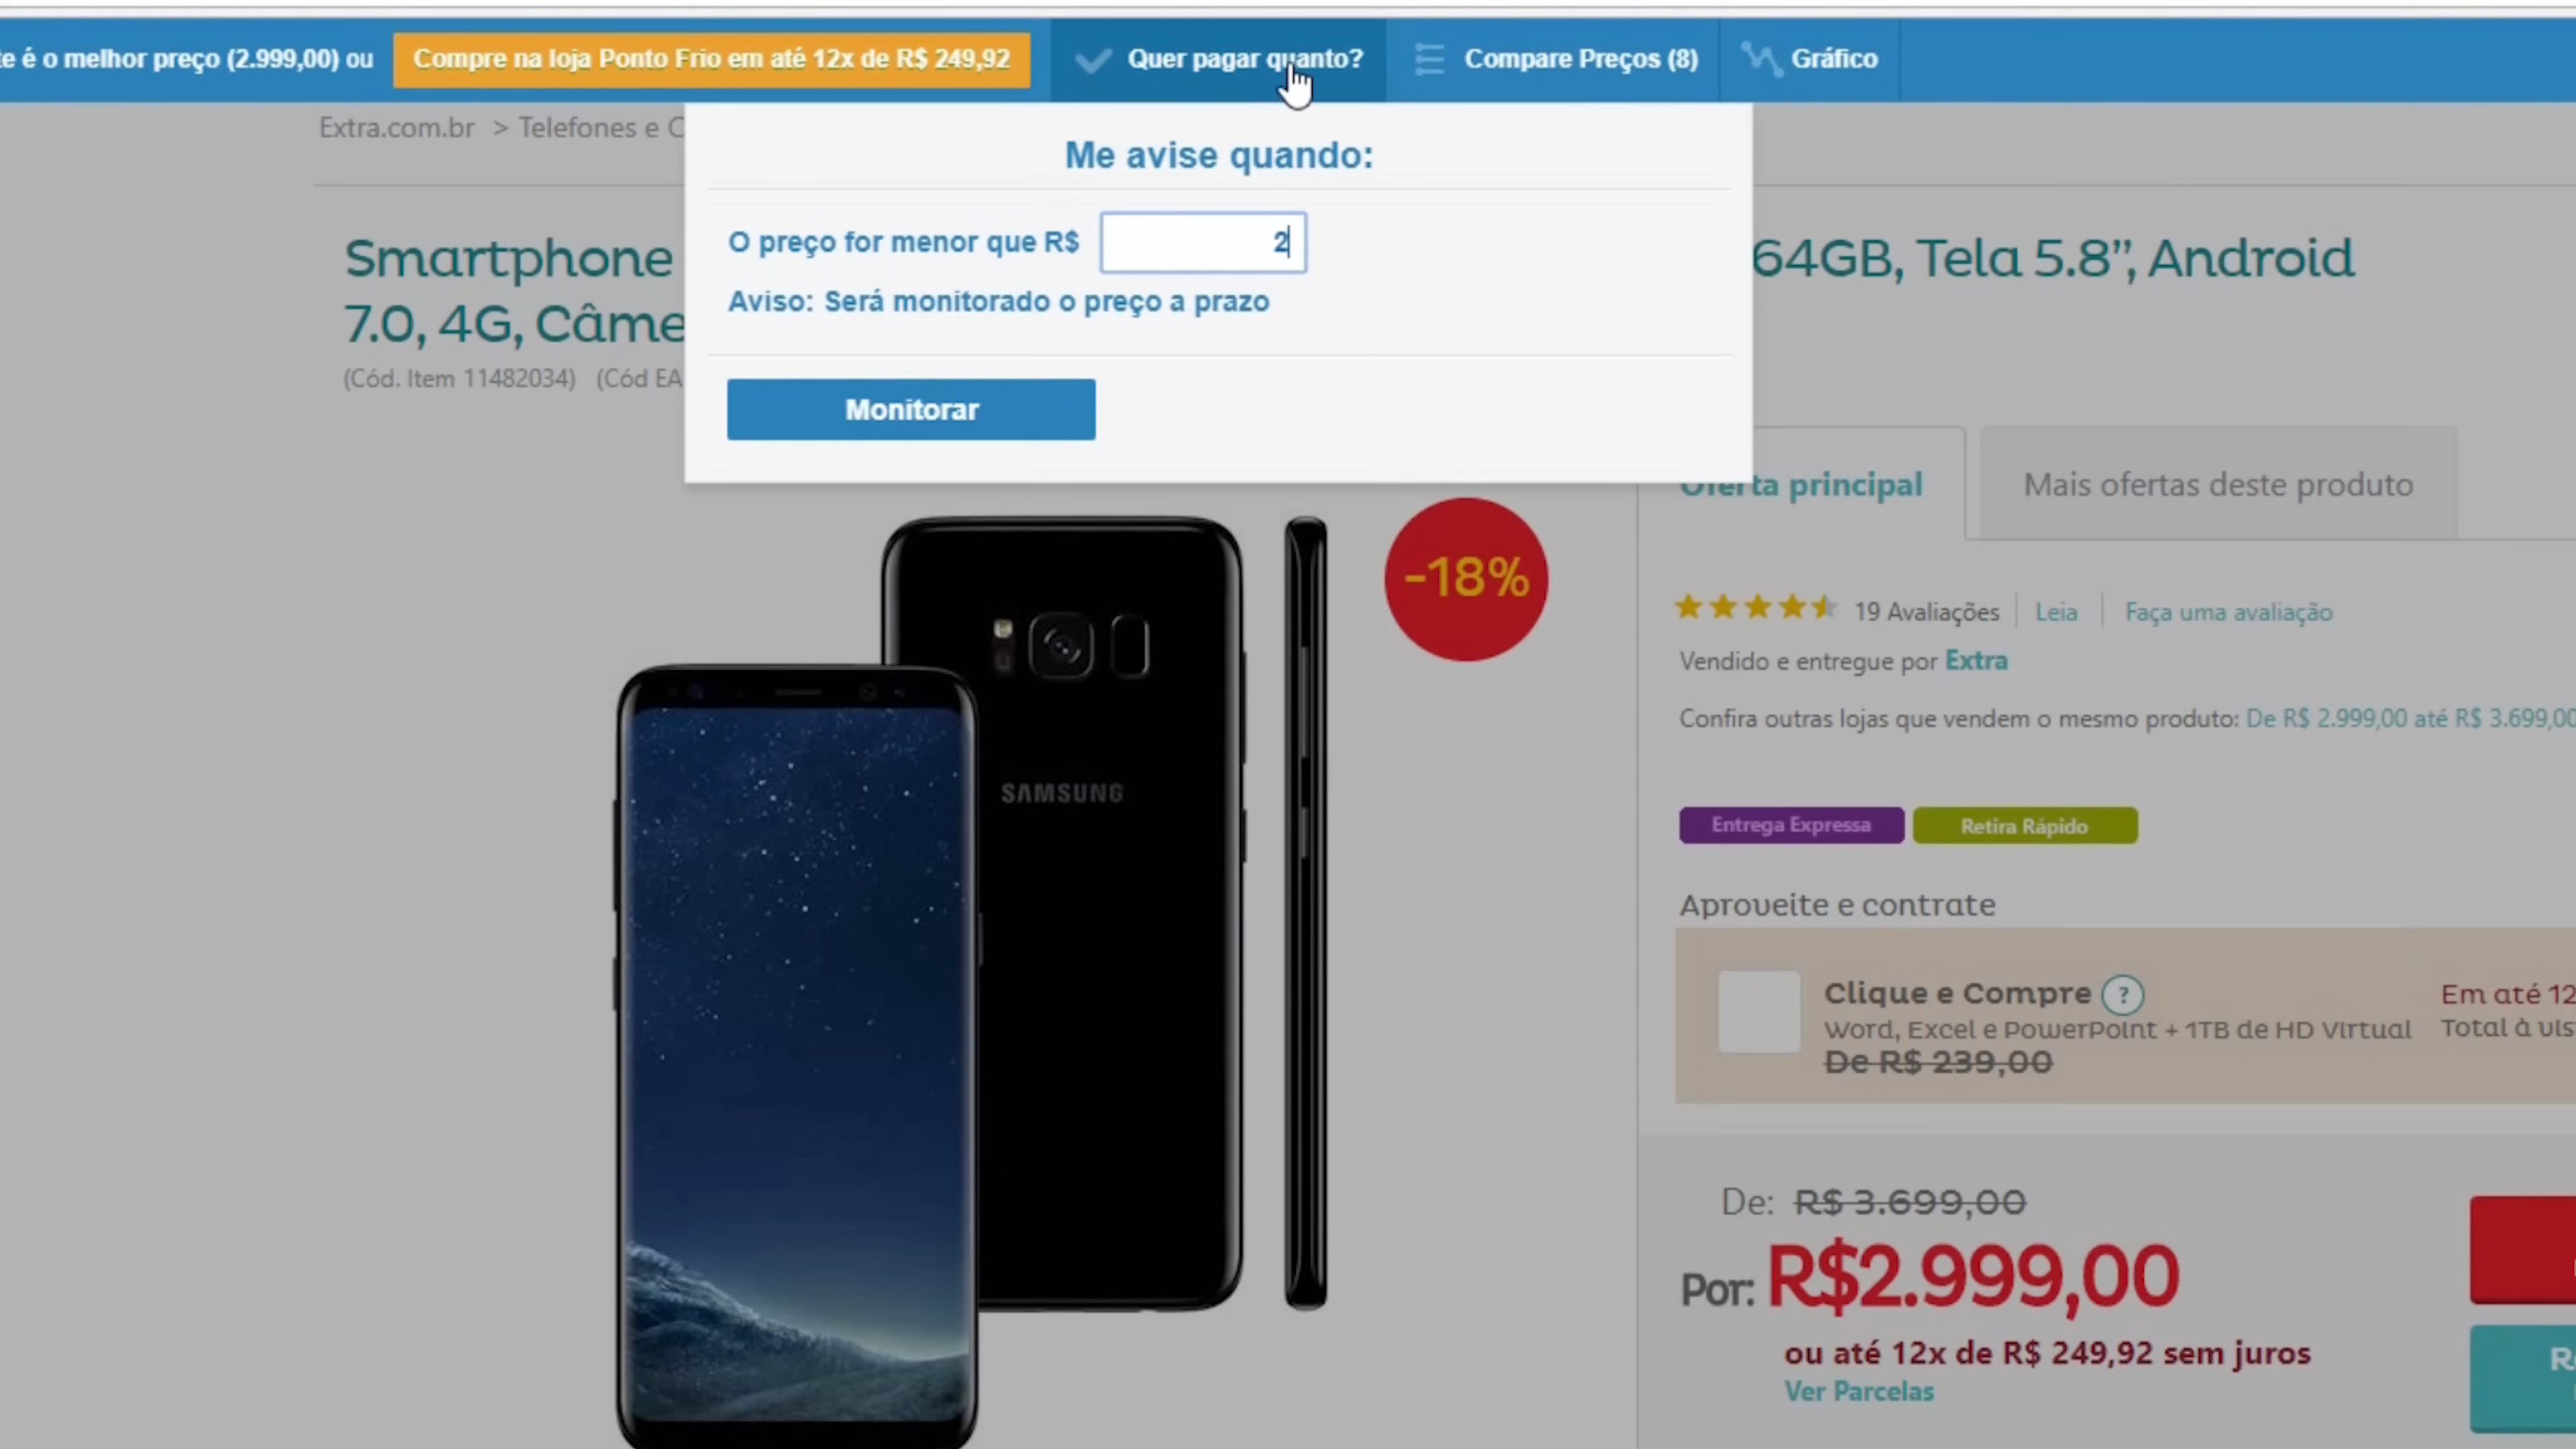 é o melhor preço (2.999,00) ou
Compre na loja Ponto Frio em até 12x de R$ 249,92
Quer pagar quanto?
Compare Preços (8)
Gráfico
Extra.com.br > Telefones e C
Me avise quando:
O preço for menor que R$ 2
Aviso: Será monitorado o preço a prazo
Monitorar
Smartphone
64GB, Tela 5.8”, Android
7.0, 4G, Câme
(Cód. Item 11482034) (Cód EA
Oferta principal
Mais ofertas deste produto
-18%
19 Avaliações
Leia
Faça uma avaliação
Vendido e entregue por Extra
Confira outras lojas que vendem o mesmo produto: De R$ 2.999,00 até R$ 3.699,00
SAMSUNG
Entrega Expressa
Retira Rápido
Aproveite e contrate
Clique e Compre ?
Em até 12
Word, Excel e PowerPoint + 1TB de HD Virtual
Total à vis
De R$ 239,00
De: R$ 3.699,00
Por: R$2.999,00
ou até 12x de R$ 249,92 sem juros
Ver Parcelas